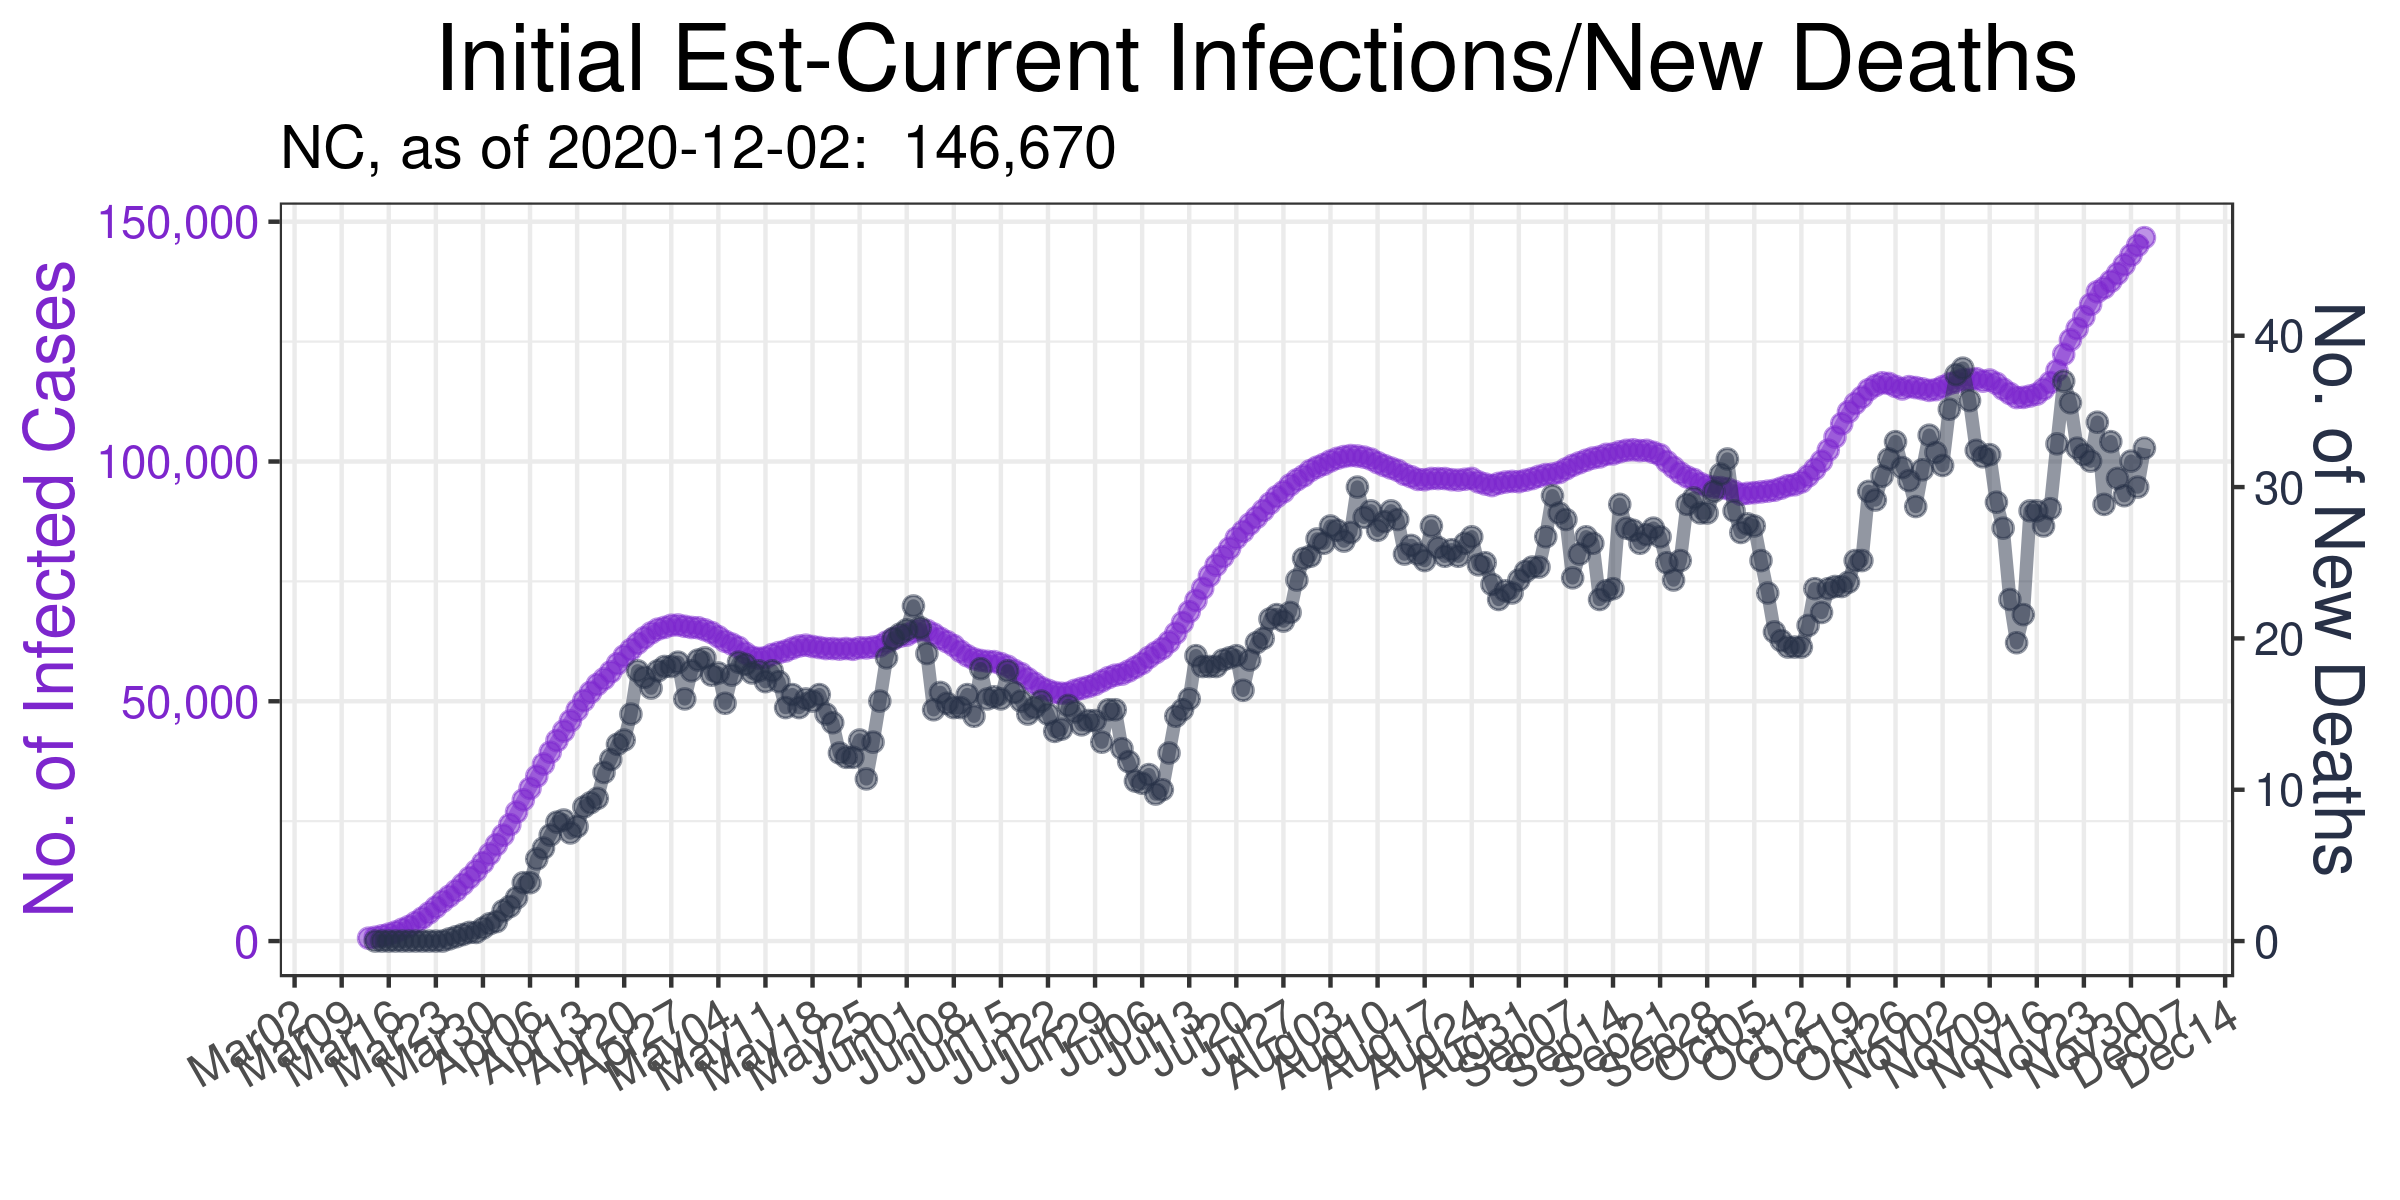 Initial Est-Current Infections/New Deaths
NC, as of 2020-12-02:  146,670
No. of Infected Cases
150,000
100,000
50,000
0
40
30
20
10
0
No. of New Deaths
Mar02
Mar09
Mar16
Mar23
Mar30
Apr06
Apr13
Apr20
Apr27
May04
May11
May18
May25
Jun01
Jun08
Jun15
Jun22
Jun29
Jul06
Jul13
Jul20
Jul27
Aug03
Aug10
Aug17
Aug24
Aug31
Sep07
Sep14
Sep21
Sep28
Oct05
Oct12
Oct19
Oct26
Nov02
Nov09
Nov16
Nov23
Nov30
Dec07
Dec14